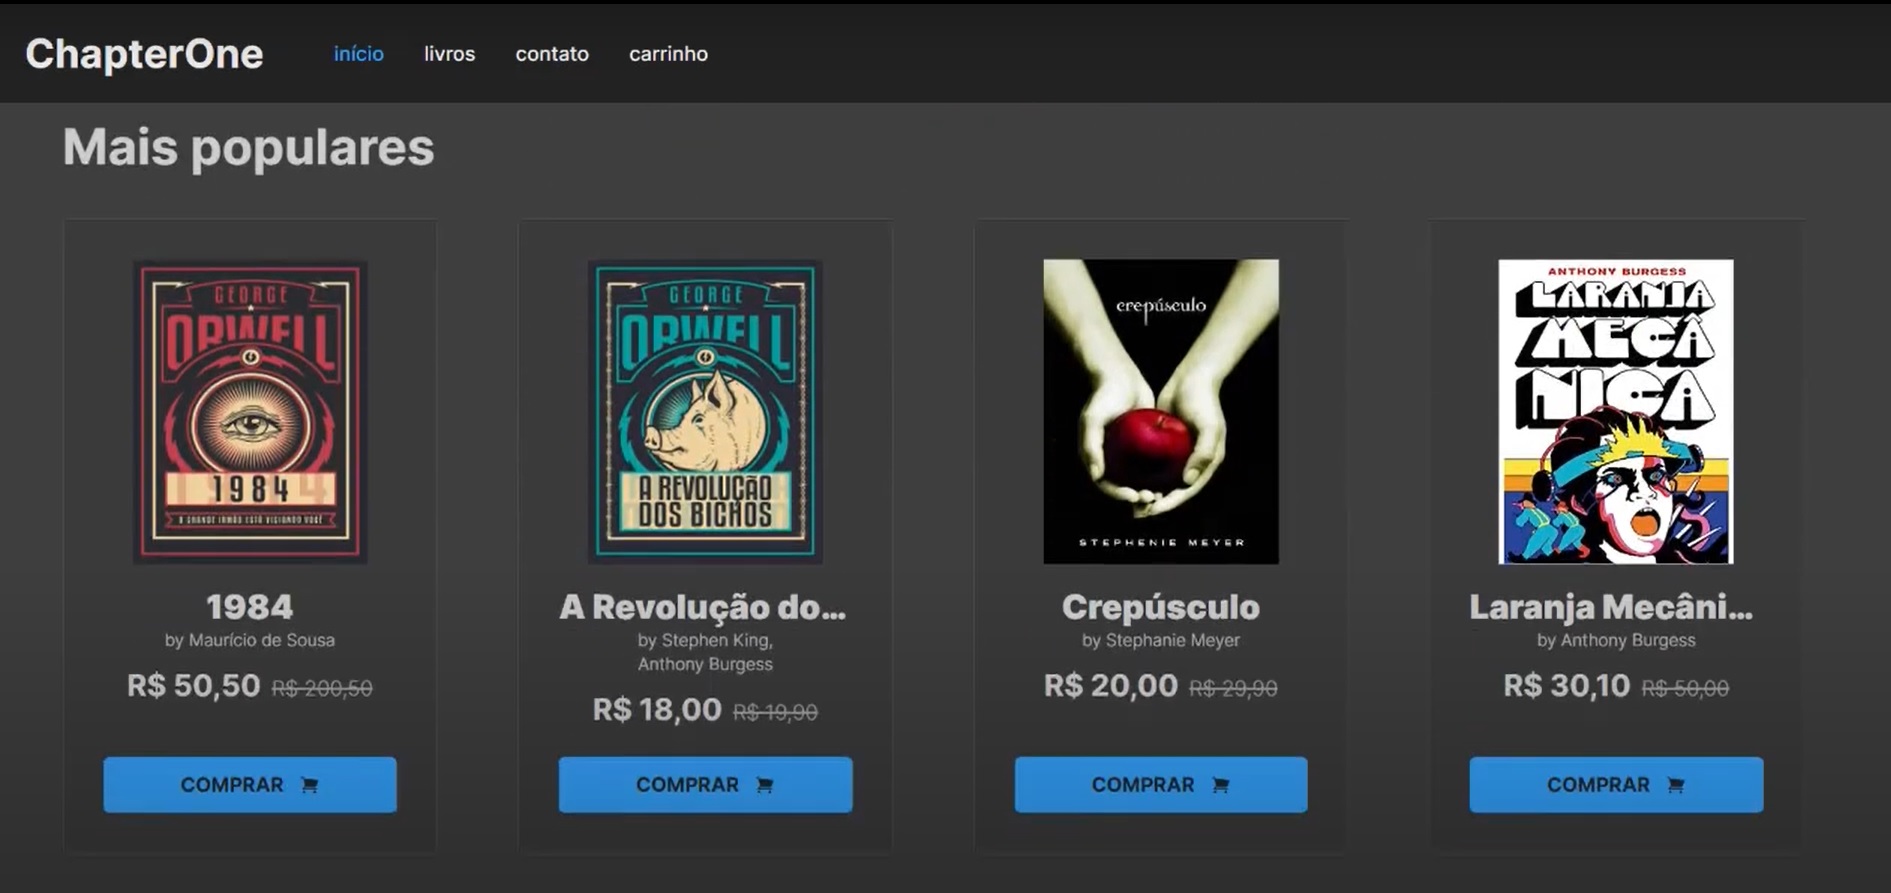 ChapterOne
início livros contato carrinho
Mais populares
GEORGE
ORWELL
1984
O GRANDE IRMÃO ESTÁ VIGIANDO VOCÊ
1984
by Maurício de Sousa
R$ 50,50 R$ 200,50
COMPRAR
GEORGE
ORWELL
A REVOLUÇÃO
DOS BICHOS
A Revolução do...
by Stephen King,
Anthony Burgess
R$ 18,00 R$ 19,90
COMPRAR
crepúsculo
STEPHENIE MEYER
Crepúsculo
by Stephanie Meyer
R$ 20,00 R$ 29,90
COMPRAR
ANTHONY BURGESS
LARANJA
MECÂ
NICA
Laranja Mecâni...
by Anthony Burgess
R$ 30,10 R$ 50,00
COMPRAR